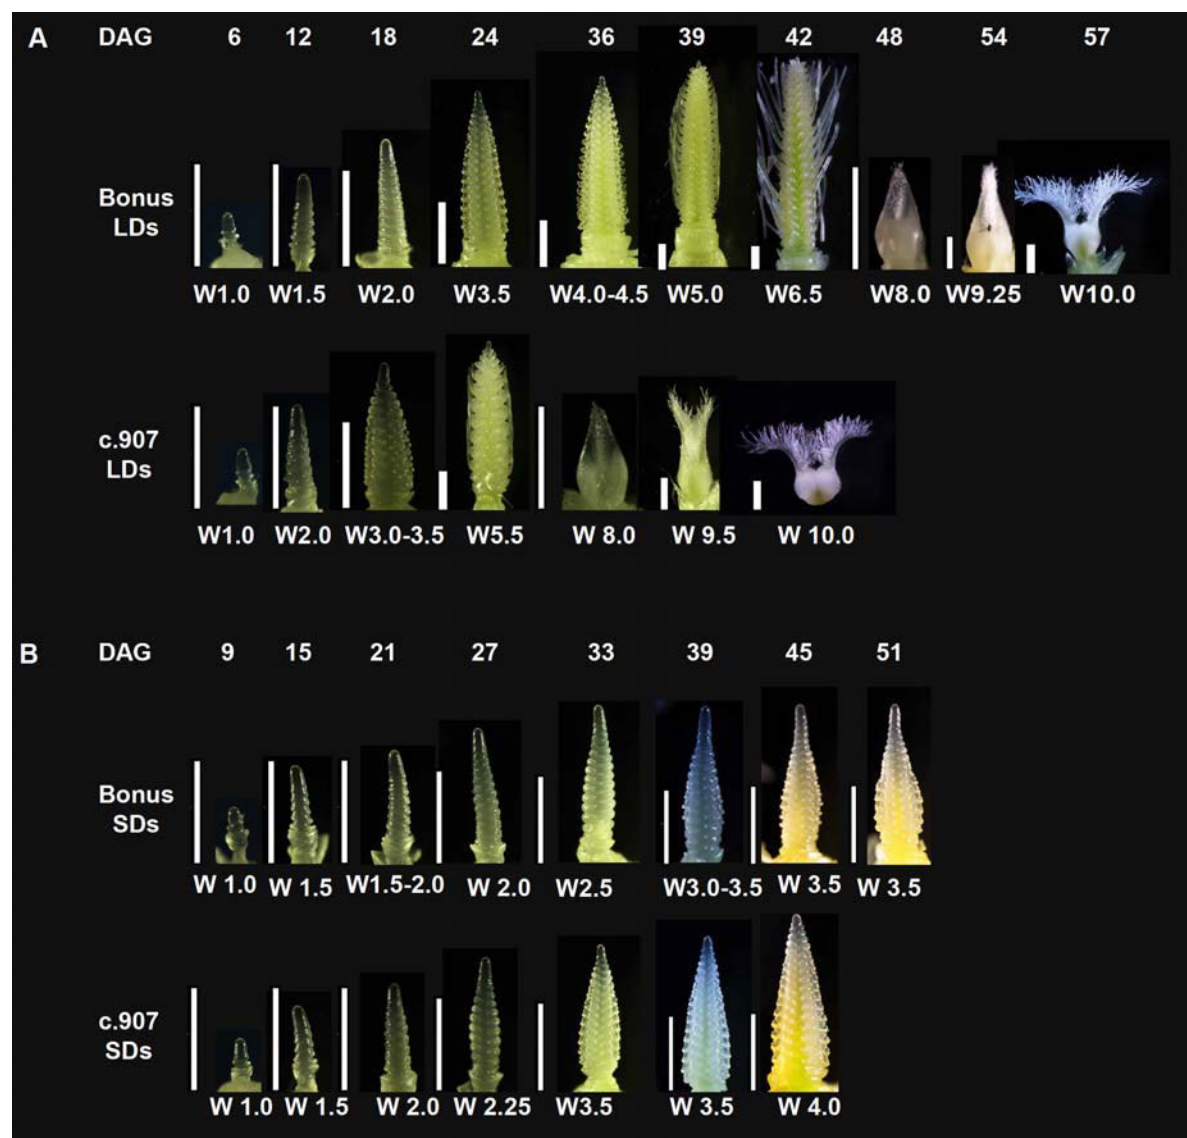 A DAG 6 12 18 24 36 39 42 48 54 57
Bonus
LDs
W1.0 W1.5 W2.0 W3.5 W4.0-4.5 W5.0 W6.5 W8.0 W9.25 W10.0
c.907
LDs
W1.0 W2.0 W3.0-3.5 W5.5 W 8.0 W 9.5 W 10.0
B DAG 9 15 21 27 33 39 45 51
Bonus
SDs
W 1.0 W 1.5 W1.5-2.0 W 2.0 W2.5 W3.0-3.5 W 3.5 W 3.5
c.907
SDs
W 1.0 W 1.5 W 2.0 W 2.25 W3.5 W 3.5 W 4.0